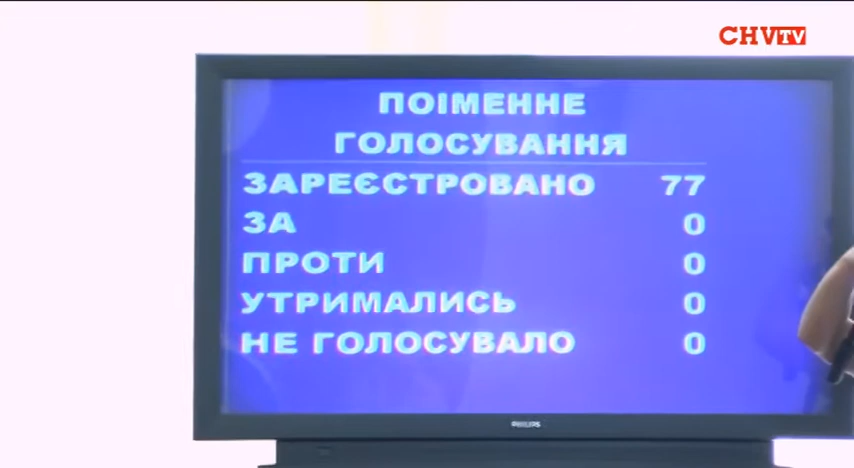 CHVTV
ПОІМЕННЕ
ГОЛОСУВАННЯ
ЗАРЕЄСТРОВАНО 77
ЗА 0
ПРОТИ 0
УТРИМАЛИСЬ 0
НЕ ГОЛОСУВАЛО 0
PHILIPS